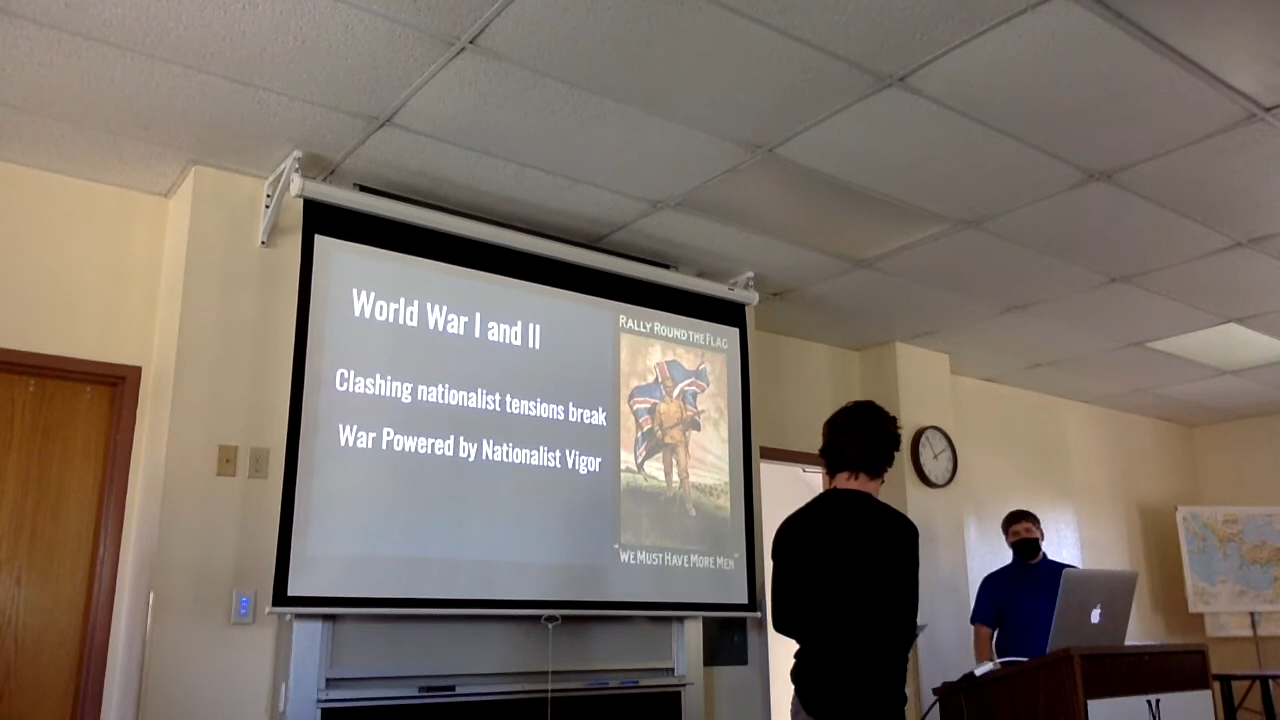 World War I and II
Clashing nationalist tensions break
War Powered by Nationalist Vigor
RALLY ROUND THE FLAG
"WE MUST HAVE MORE MEN"
M